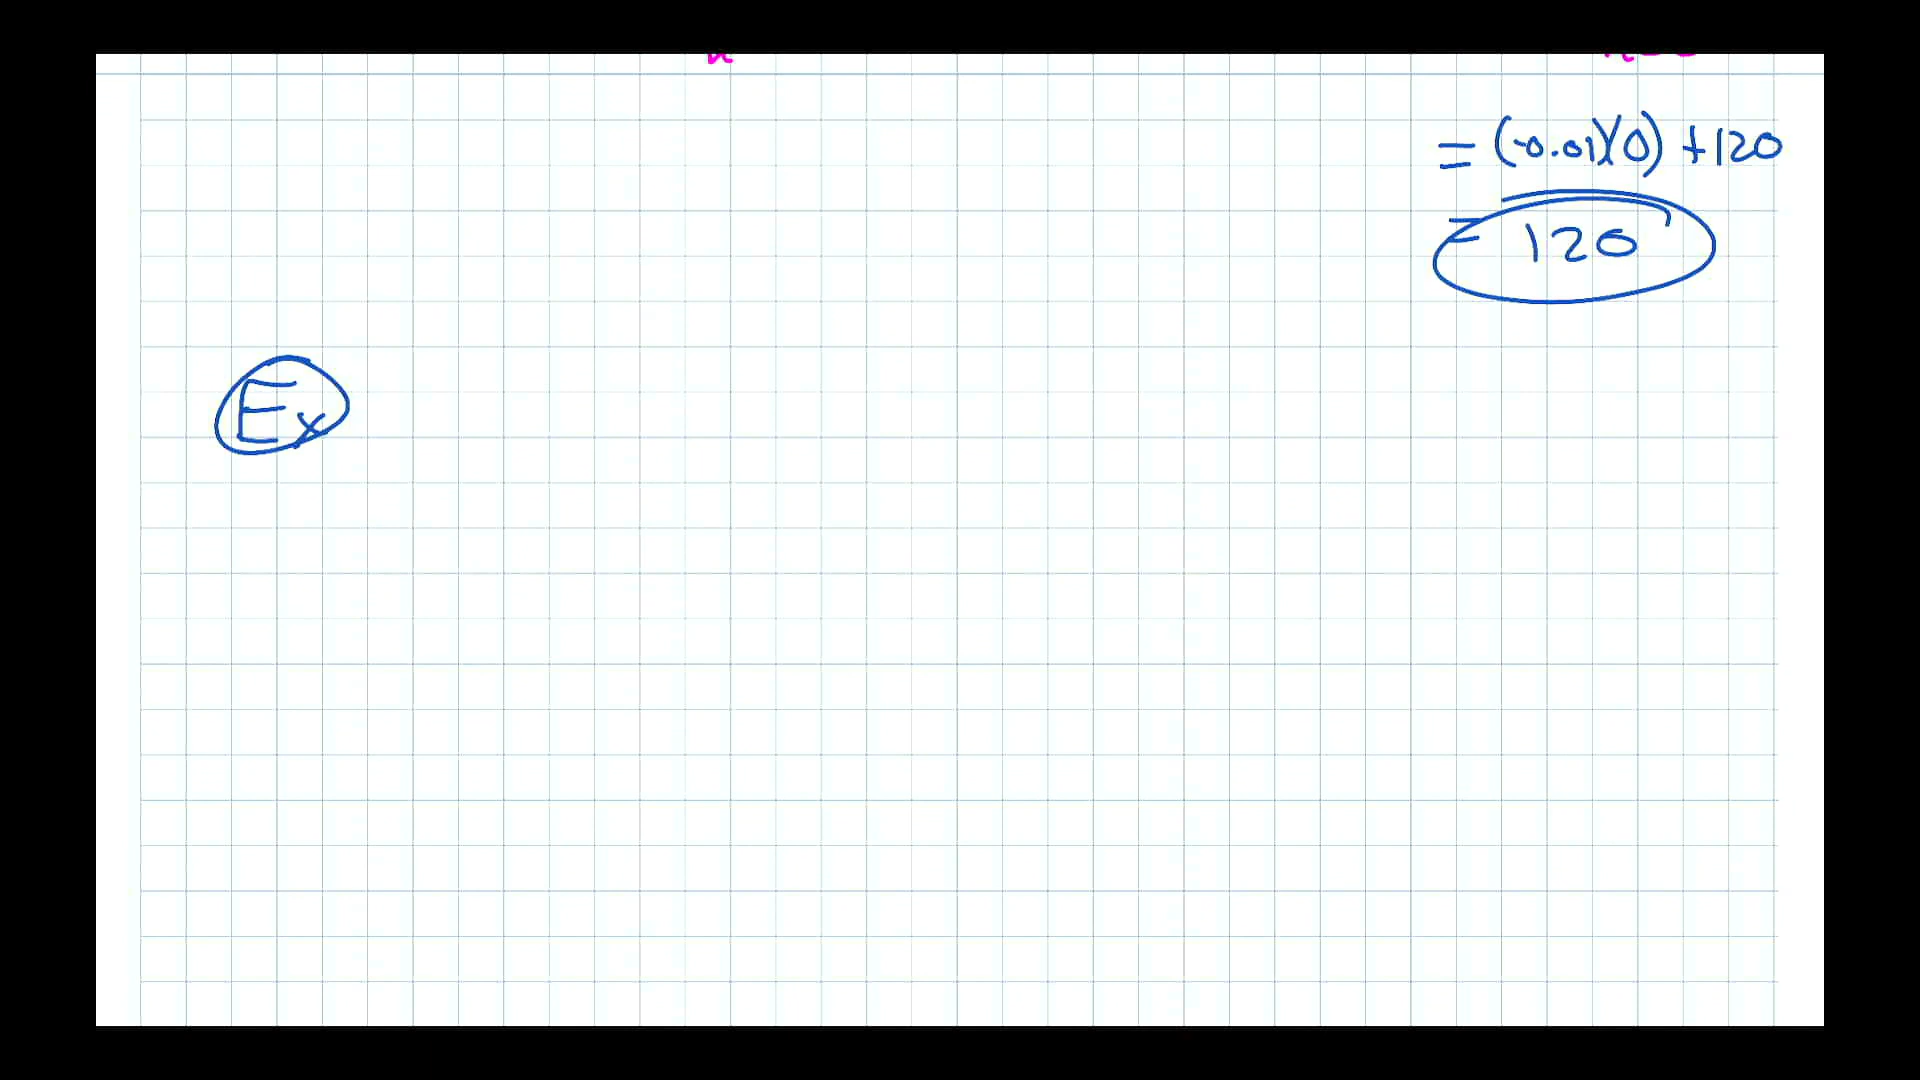 = (-0.01)(0) + 120
= 120
Ex